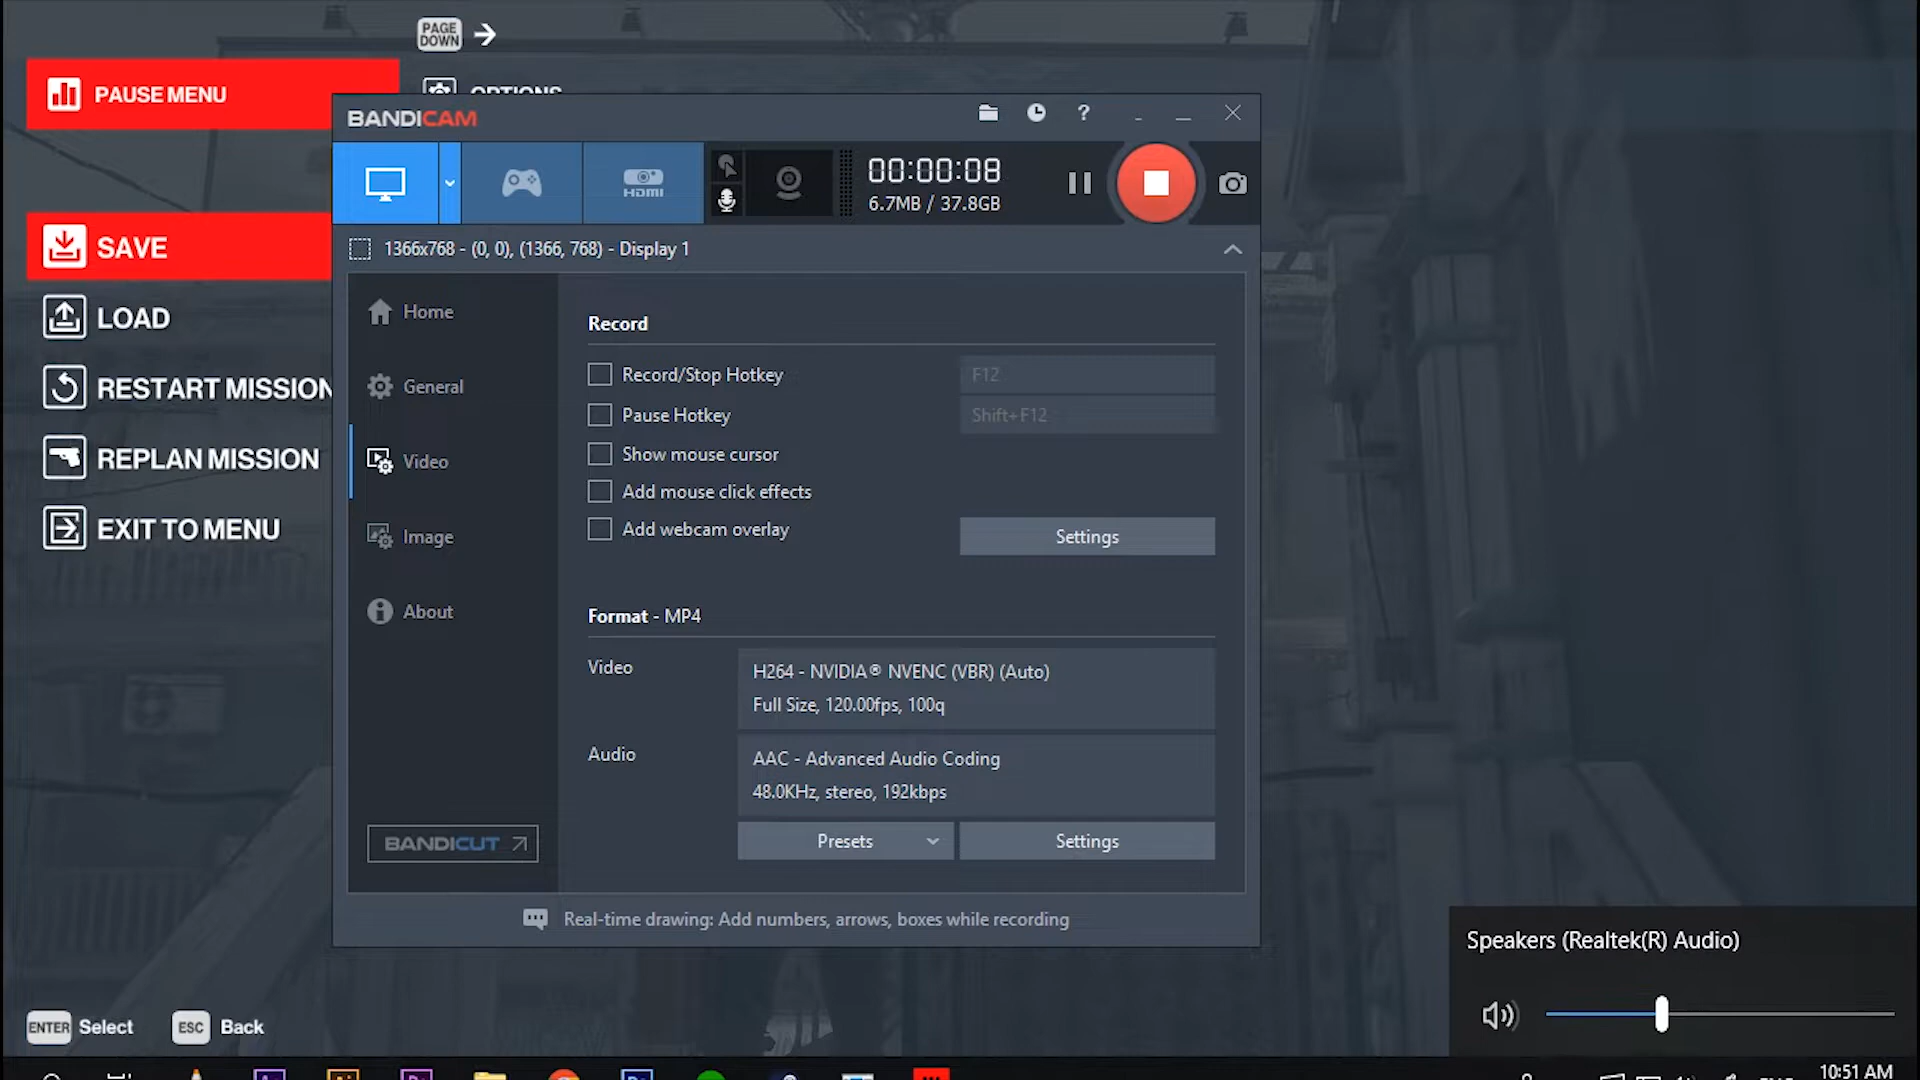 PAGE DOWN
OPTIONS
PAUSE MENU
SAVE
LOAD
RESTART MISSION
REPLAN MISSION
EXIT TO MENU
BANDICAM
?
HDMI
00:00:08
6.7MB / 37.8GB
1366x768 - (0, 0), (1366, 768) - Display 1
Home
General
Video
Image
About
BANDICUT
Record
Record/Stop Hotkey
F12
Pause Hotkey
Shift+F12
Show mouse cursor
Add mouse click effects
Add webcam overlay
Settings
Format - MP4
Video
H264 - NVIDIA® NVENC (VBR) (Auto)
Full Size, 120.00fps, 100q
Audio
AAC - Advanced Audio Coding
48.0KHz, stereo, 192kbps
Presets
Settings
Real-time drawing: Add numbers, arrows, boxes while recording
Speakers (Realtek(R) Audio)
ENTER Select
ESC Back
10:51 AM